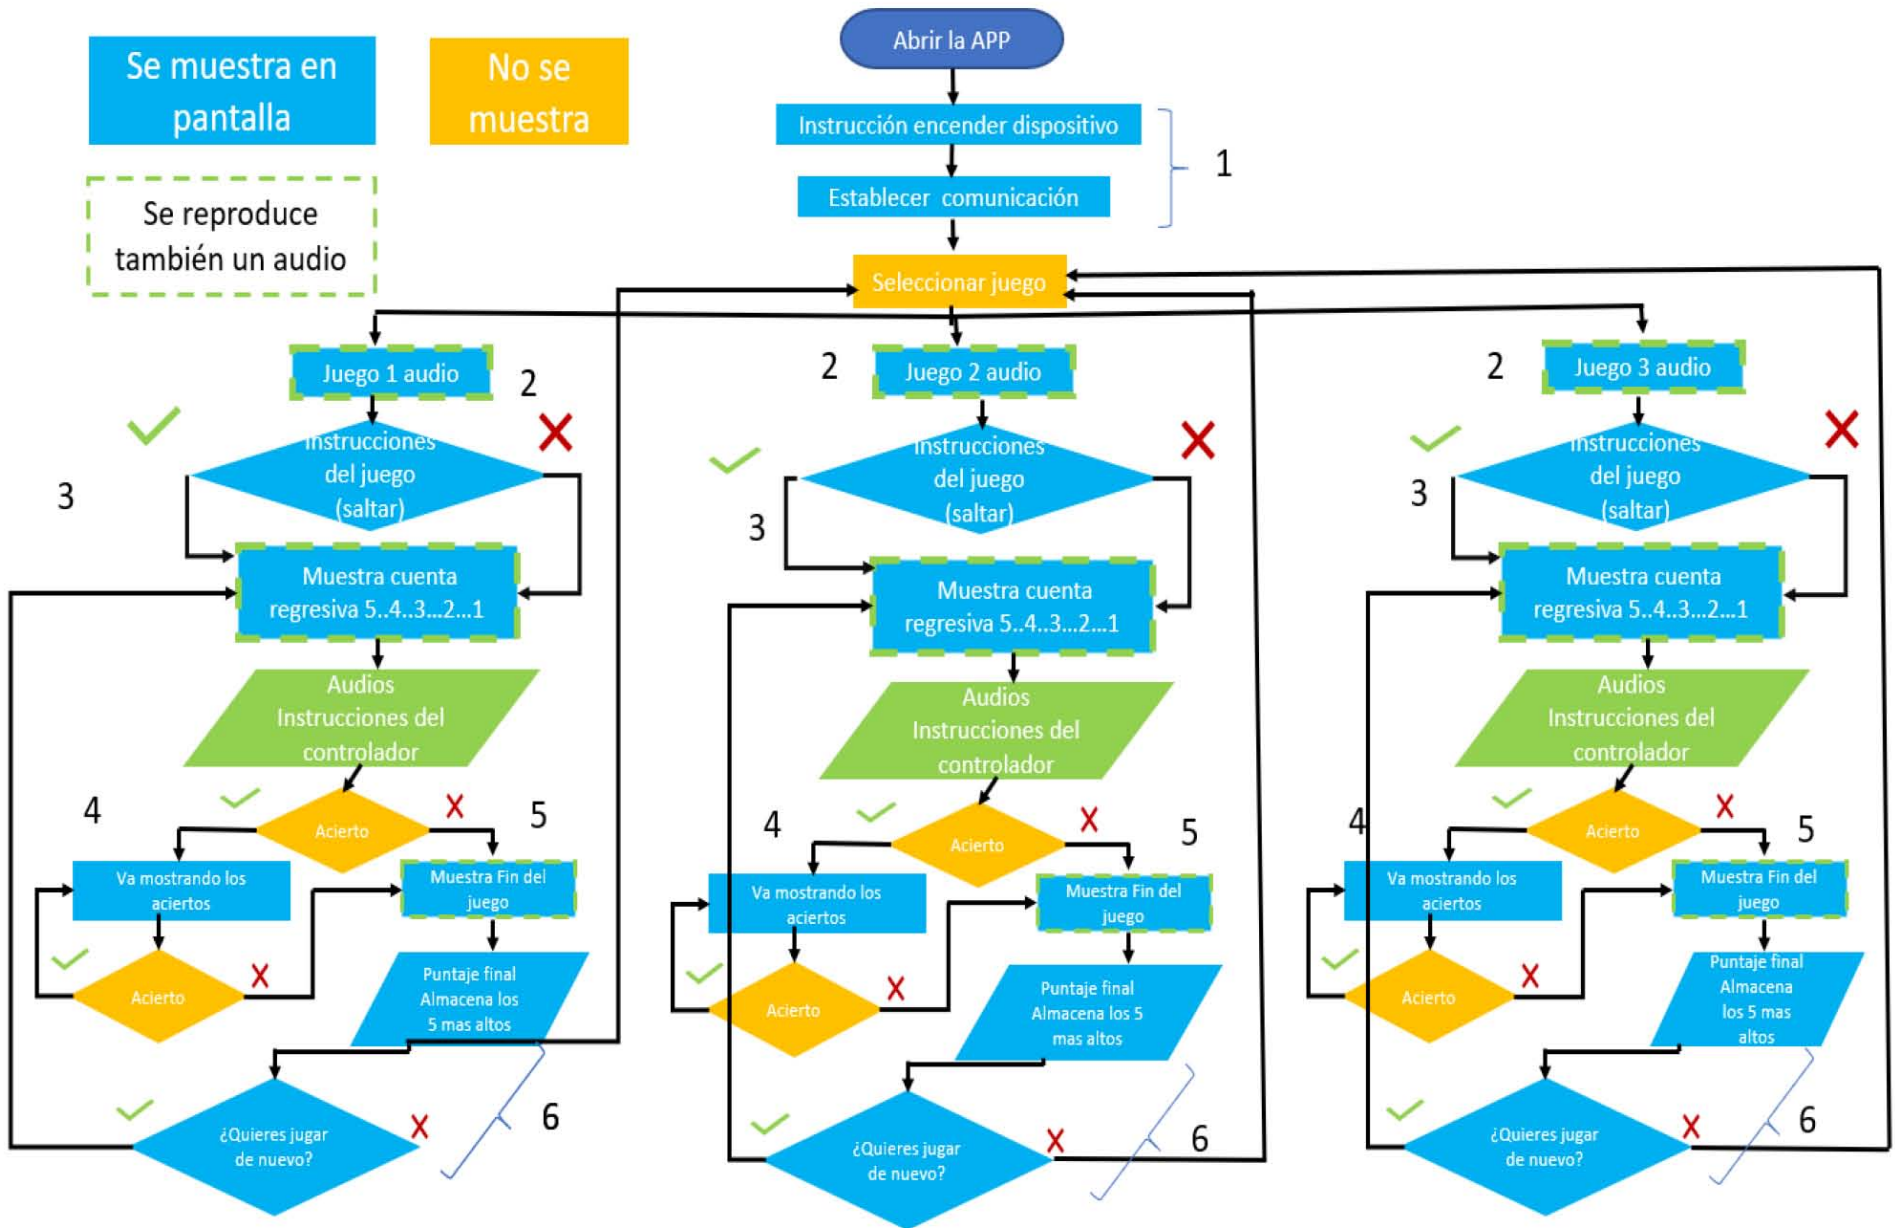 Abrir la APP
Se muestra en
pantalla
No se
muestra
Se reproduce
también un audio
Instrucción encender dispositivo
Establecer comunicación
1
Seleccionar juego
Juego 1 audio
2
Instrucciones
del juego
(saltar)
3
Muestra cuenta
regresiva 5..4..3...2...1
Audios
Instrucciones del
controlador
Acierto
4
5
Va mostrando los
aciertos
Muestra Fin del
juego
Acierto
Puntaje final
Almacena los
5 mas altos
¿Quieres jugar
de nuevo?
6
Juego 2 audio
2
Instrucciones
del juego
(saltar)
3
Muestra cuenta
regresiva 5..4..3...2...1
Audios
Instrucciones del
controlador
Acierto
4
5
Va mostrando los
aciertos
Muestra Fin del
juego
Acierto
Puntaje final
Almacena los 5
mas altos
¿Quieres jugar
de nuevo?
6
Juego 3 audio
2
Instrucciones
del juego
(saltar)
3
Muestra cuenta
regresiva 5..4..3...2...1
Audios
Instrucciones del
controlador
Acierto
4
5
Va mostrando los
aciertos
Muestra Fin del
juego
Acierto
Puntaje final
Almacena
los 5 mas
altos
¿Quieres jugar
de nuevo?
6